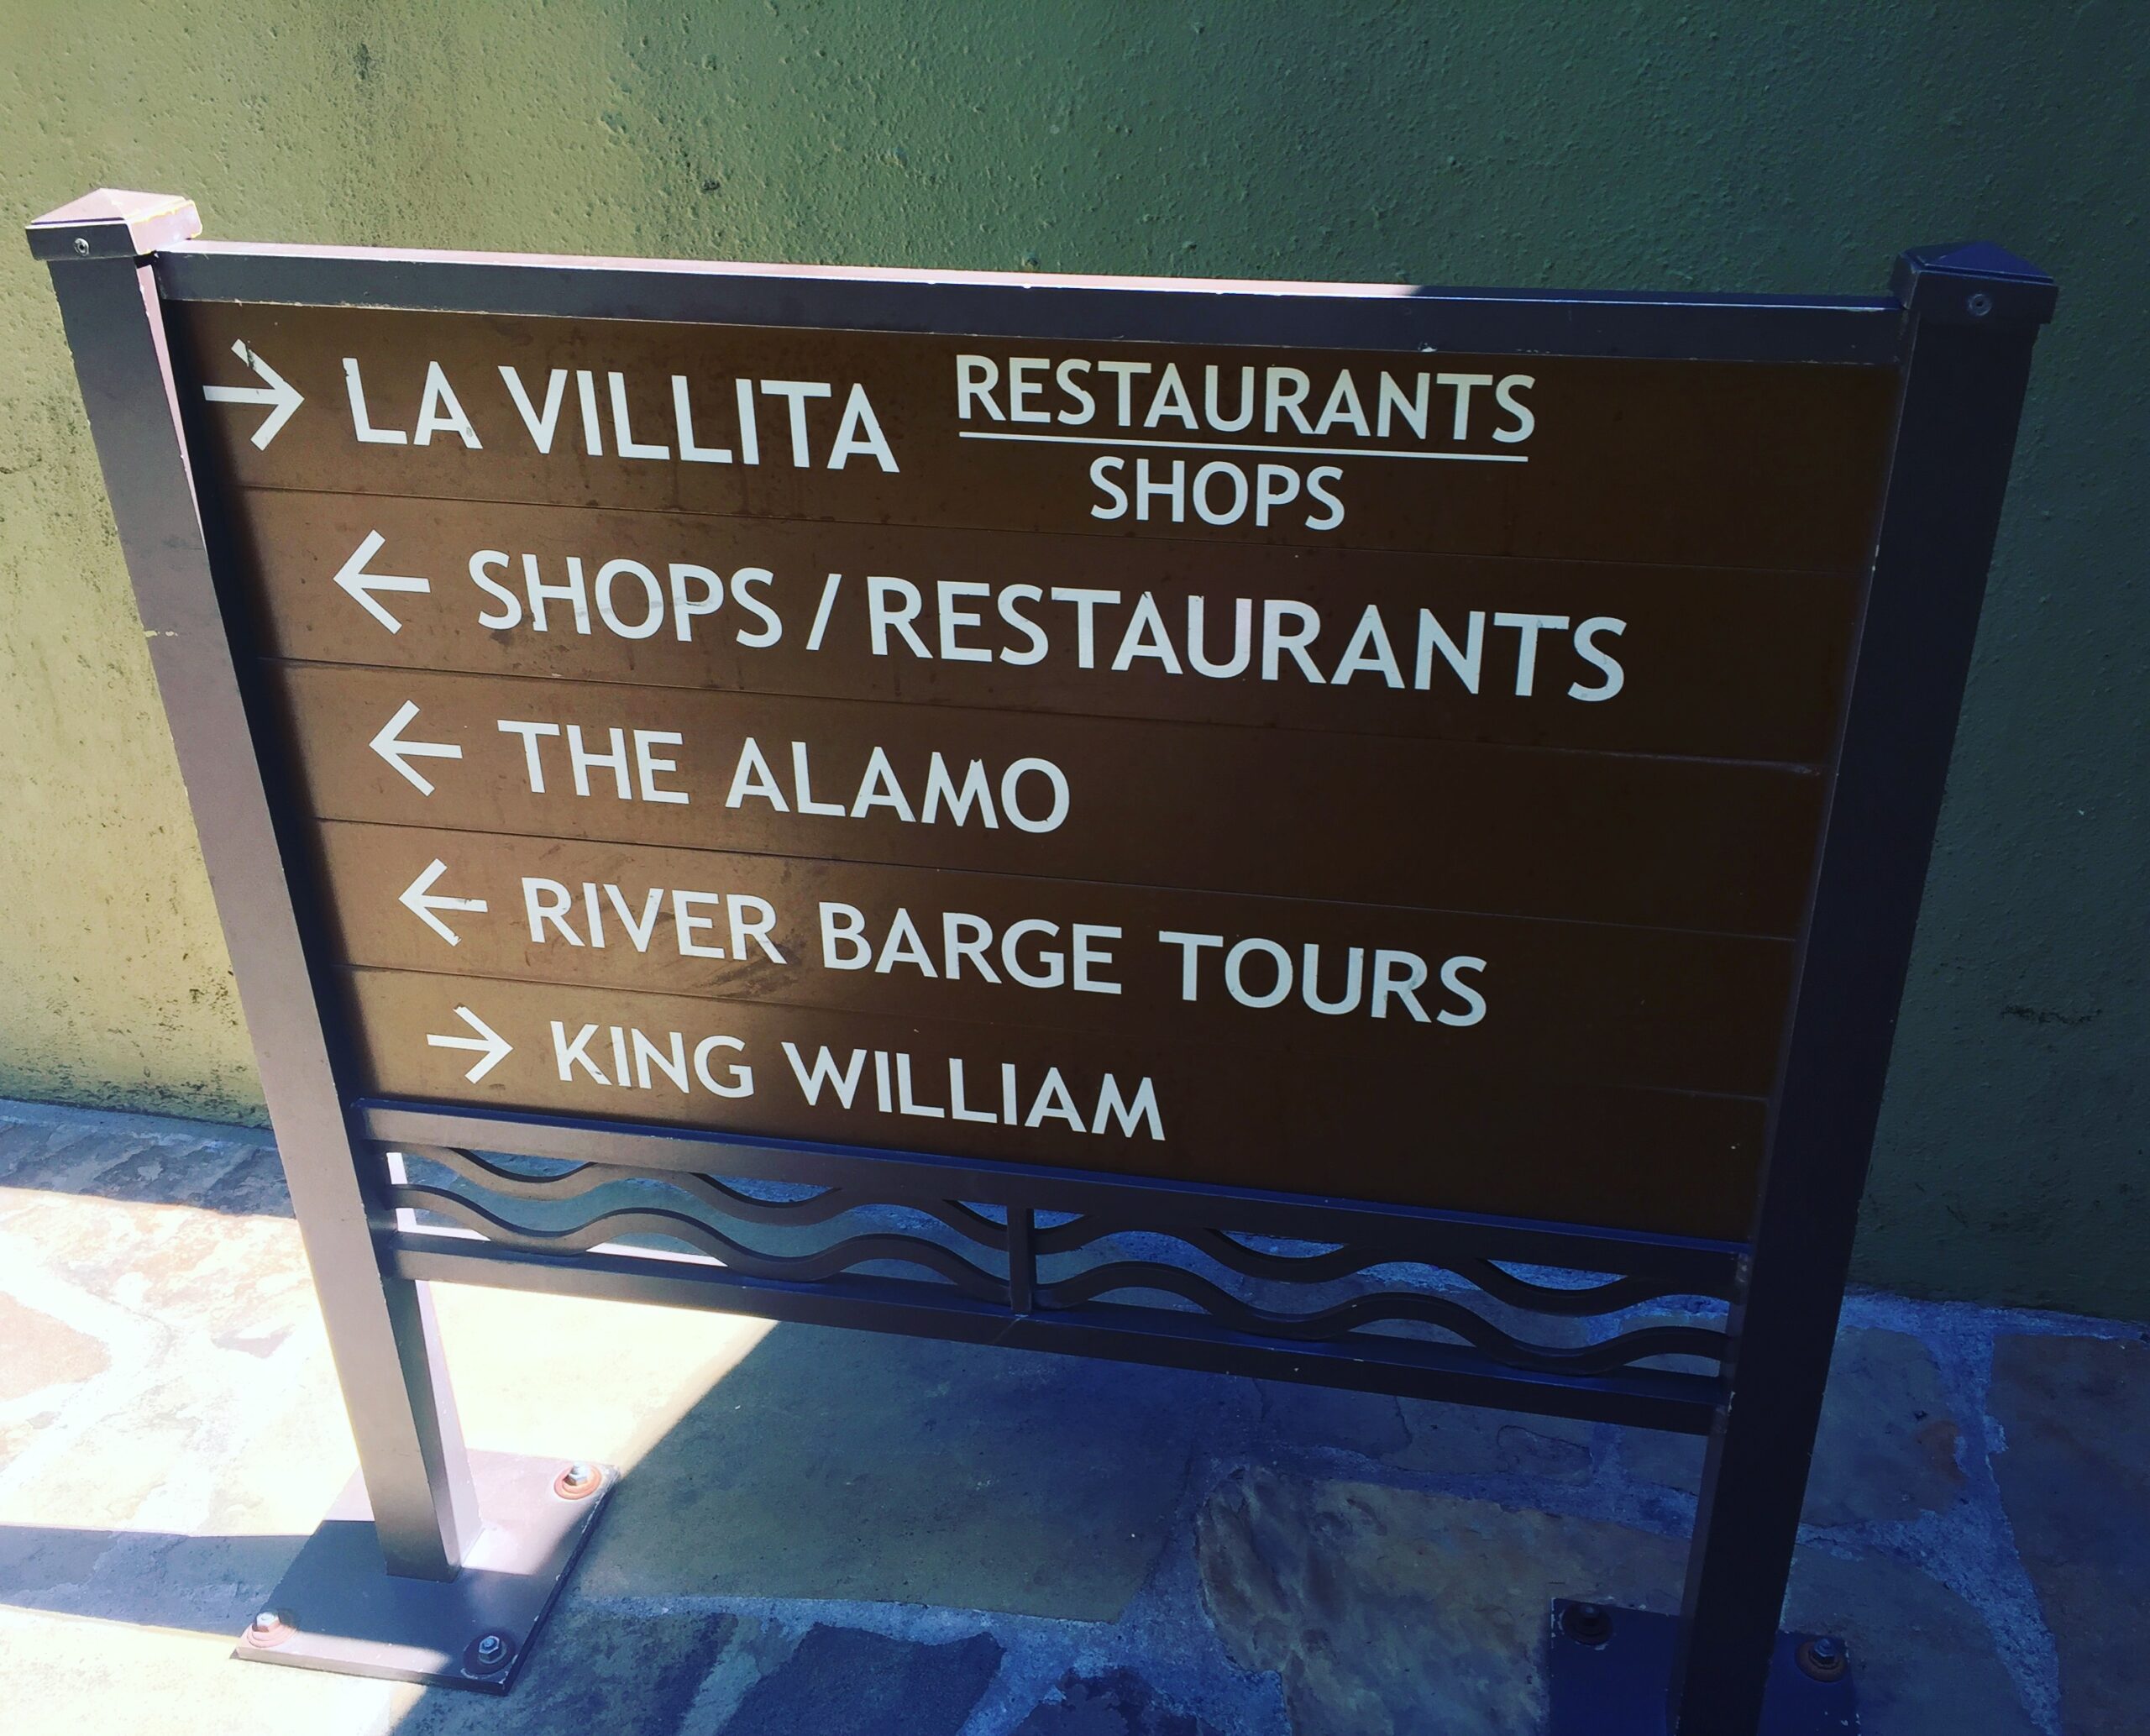 → LA VILLITA RESTAURANTS
SHOPS
← SHOPS / RESTAURANTS
← THE ALAMO
← RIVER BARGE TOURS
→ KING WILLIAM